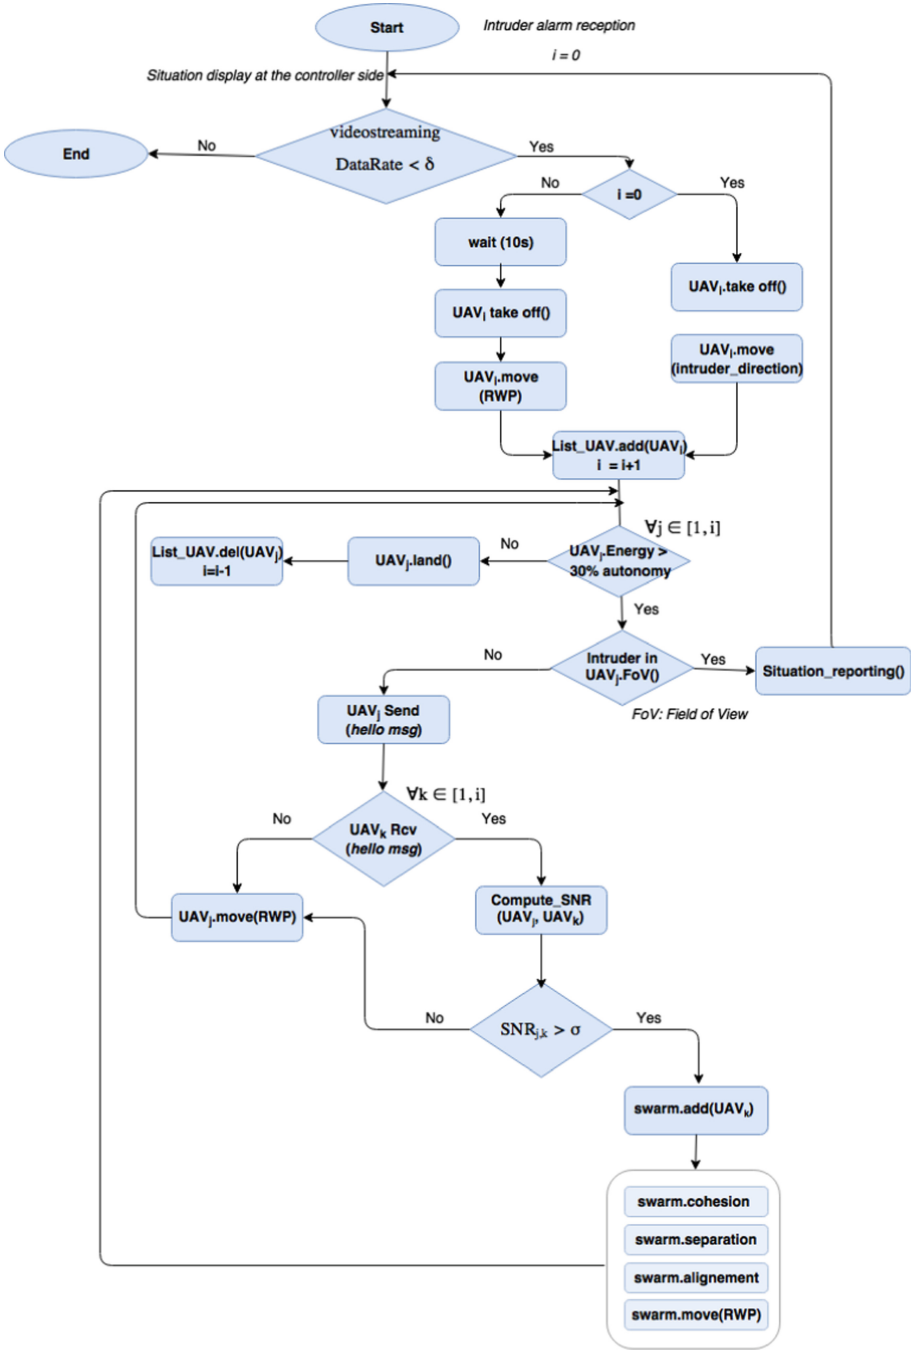 Start
Intruder alarm reception
i = 0
Situation display at the controller side
videostreaming
DataRate < δ
No
End
Yes
i =0
No
Yes
wait (10s)
UAVᵢ.take off()
UAVᵢ take off()
UAVᵢ.move
(intruder_direction)
UAVᵢ.move
(RWP)
List_UAV.add(UAVᵢ)
i = i+1
∀j ∈ [1, i]
UAVⱼ.Energy >
30% autonomy
No
UAVⱼ.land()
List_UAV.del(UAVⱼ)
i=i-1
Yes
Intruder in
UAVⱼ.FoV()
No
Yes
Situation_reporting()
FoV: Field of View
UAVⱼ Send
(hello msg)
∀k ∈ [1, i]
UAVₖ Rcv
(hello msg)
No
Yes
UAVⱼ.move(RWP)
Compute_SNR
(UAVⱼ, UAVₖ)
SNRⱼ,ₖ > σ
No
Yes
swarm.add(UAVₖ)
swarm.cohesion
swarm.separation
swarm.alignement
swarm.move(RWP)